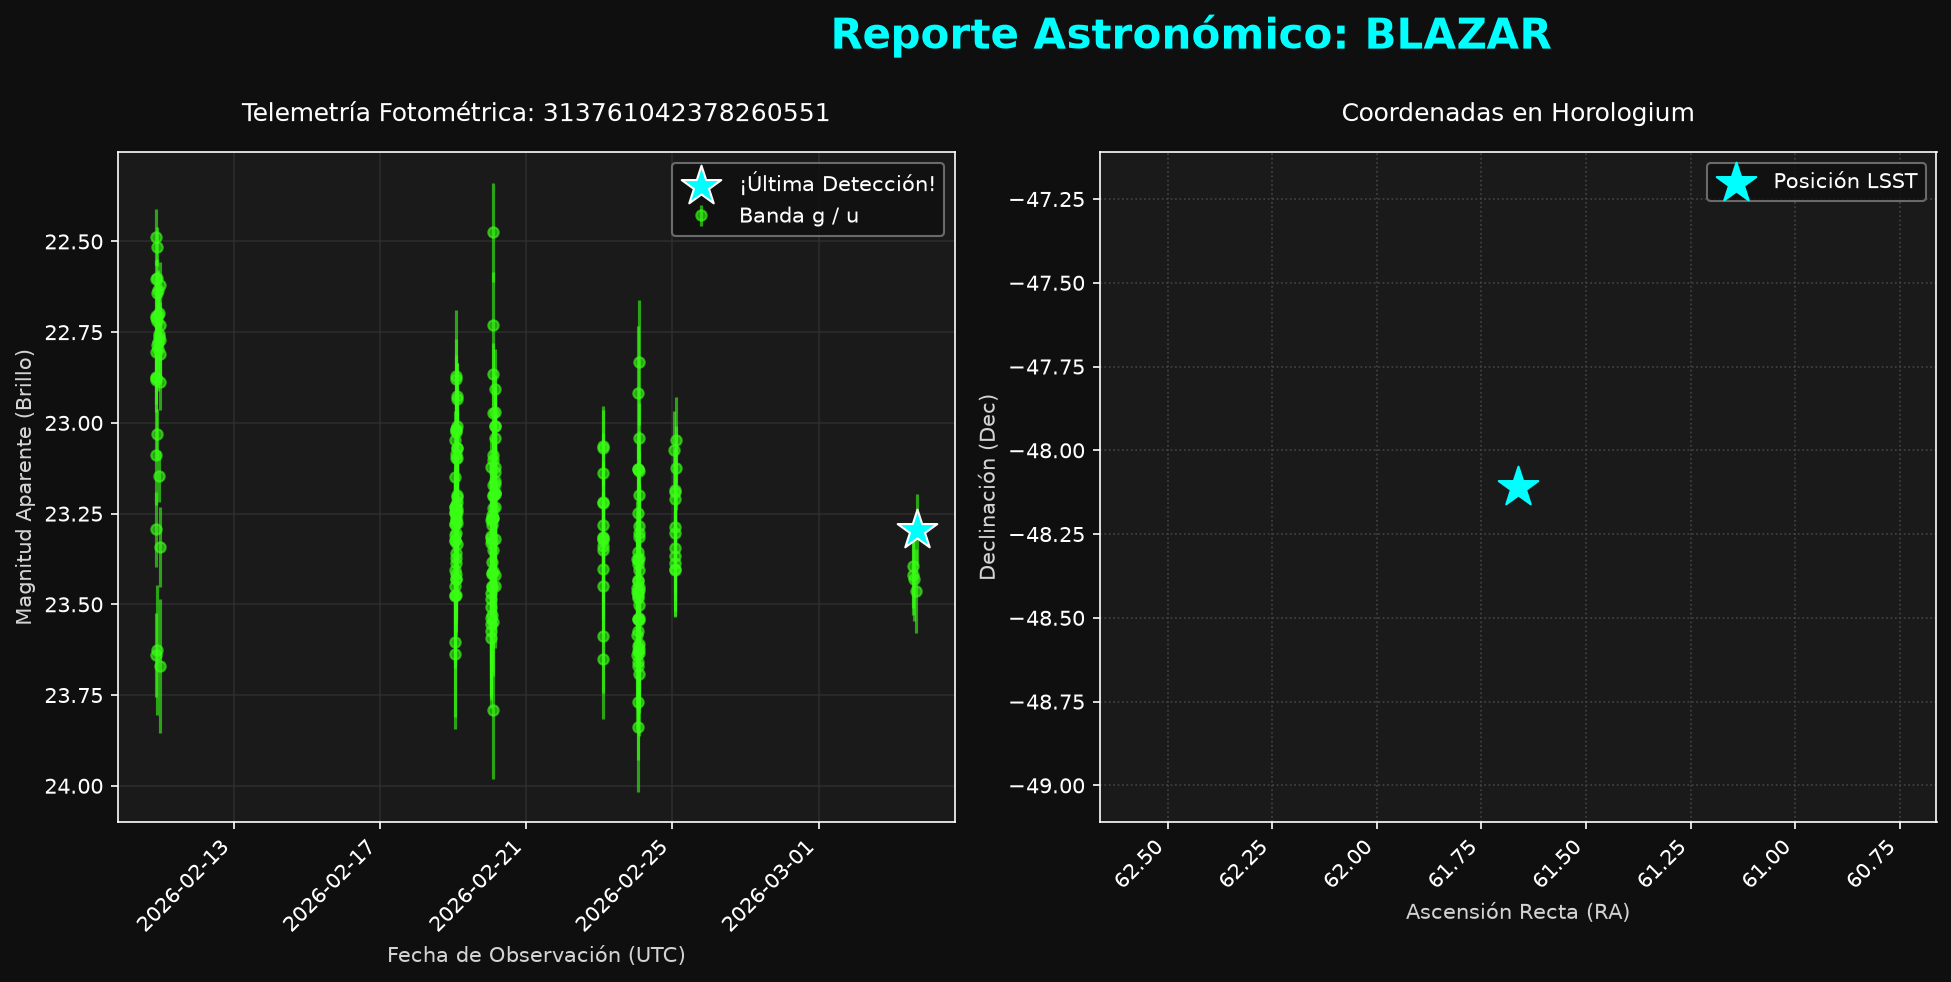 Reporte Astronómico: BLAZAR
Telemetría Fotométrica: 313761042378260551
¡Última Detección!
Banda g / u
Magnitud Aparente (Brillo)
22.50
22.75
23.00
23.25
23.50
23.75
24.00
2026-02-13
2026-02-17
2026-02-21
2026-02-25
2026-03-01
Fecha de Observación (UTC)
Coordenadas en Horologium
Posición LSST
Declinación (Dec)
−47.25
−47.50
−47.75
−48.00
−48.25
−48.50
−48.75
−49.00
62.50
62.25
62.00
61.75
61.50
61.25
61.00
60.75
Ascensión Recta (RA)